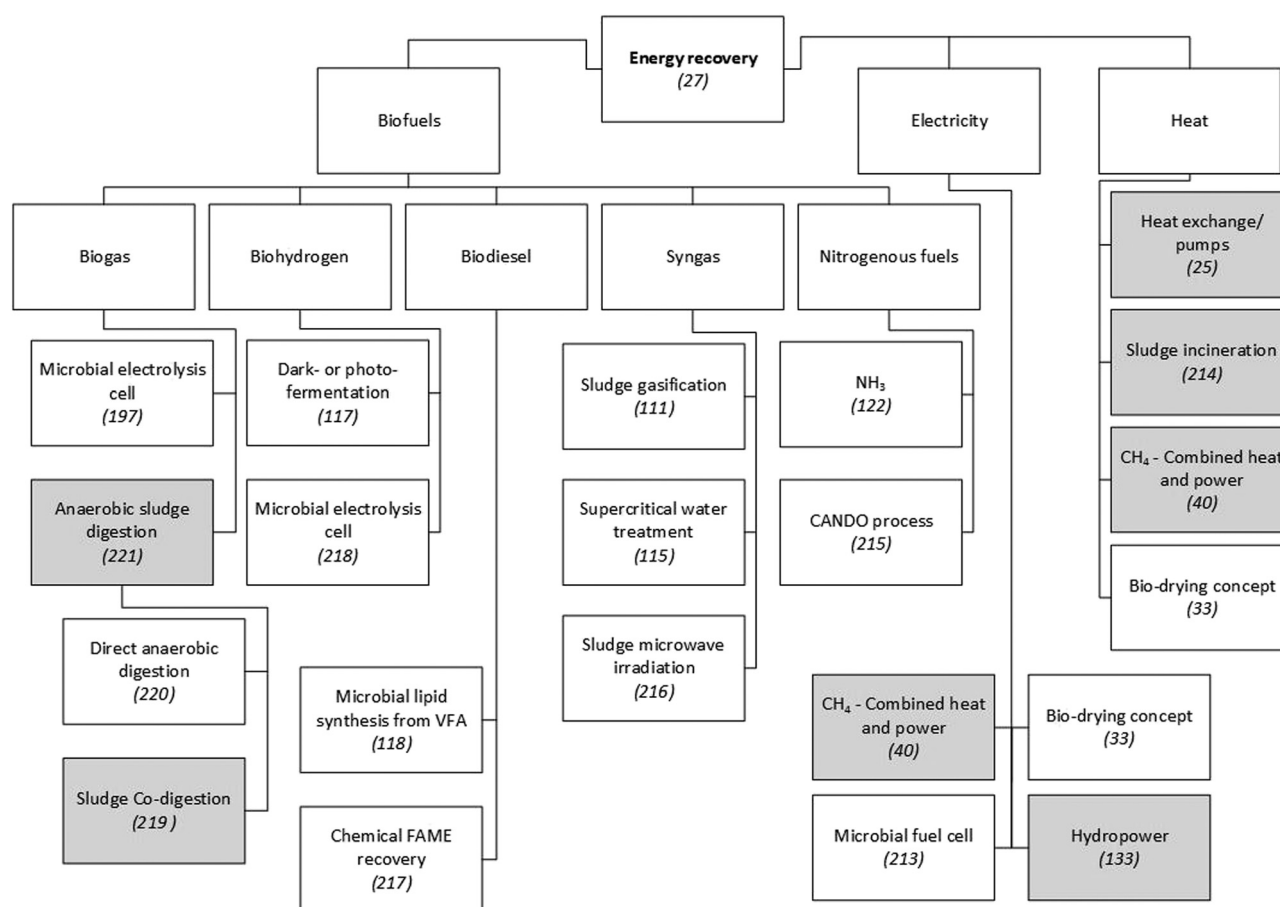 Energy recovery
(27)
Biofuels
Electricity
Heat
Biogas
Biohydrogen
Biodiesel
Syngas
Nitrogenous fuels
Microbial electrolysis
cell
(197)
Anaerobic sludge
digestion
(221)
Direct anaerobic
digestion
(220)
Sludge Co-digestion
(219 )
Dark- or photo-
fermentation
(117)
Microbial electrolysis
cell
(218)
Microbial lipid
synthesis from VFA
(118)
Chemical FAME
recovery
(217)
Sludge gasification
(111)
Supercritical water
treatment
(115)
Sludge microwave
irradiation
(216)
NH₃
(122)
CANDO process
(215)
CH₄ - Combined heat
and power
(40)
Bio-drying concept
(33)
Microbial fuel cell
(213)
Hydropower
(133)
Heat exchange/
pumps
(25)
Sludge incineration
(214)
CH₄ - Combined heat
and power
(40)
Bio-drying concept
(33)